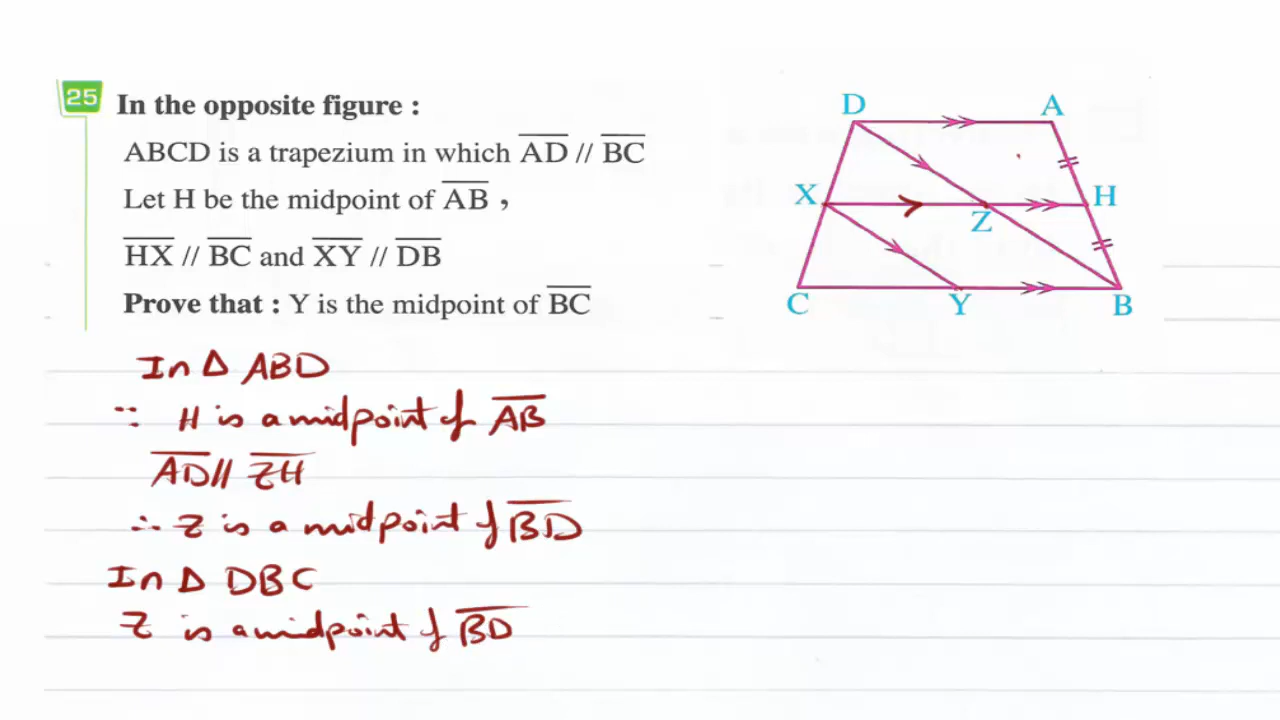 25 In the opposite figure :
ABCD is a trapezium in which AD // BC
Let H be the midpoint of AB ,
HX // BC and XY // DB
Prove that : Y is the midpoint of BC
D A
X Z H
C Y B
In Δ ABD
∵ H is a midpoint of AB
AD // ZH
∴ Z is a midpoint of BD
In Δ DBC
Z is a midpoint of BD